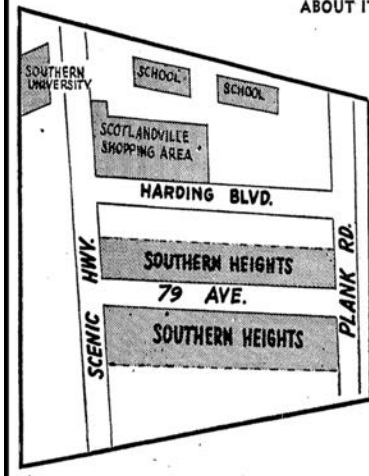 ABOUT IT
SOUTHERN
UNIVERSITY
SCHOOL
SCHOOL
SCOTLANDVILLE
SHOPPING AREA
HARDING BLVD.
SCENIC HWY.
PLANK RD.
SOUTHERN HEIGHTS
79 AVE.
SOUTHERN HEIGHTS